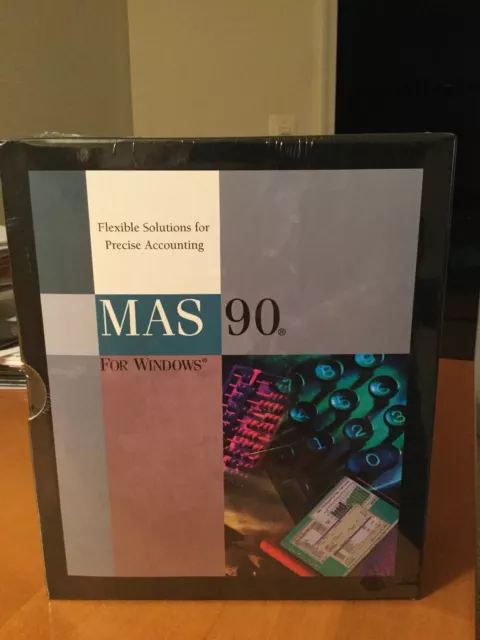 Flexible Solutions for
Precise Accounting
MAS 90®
FOR WINDOWS®